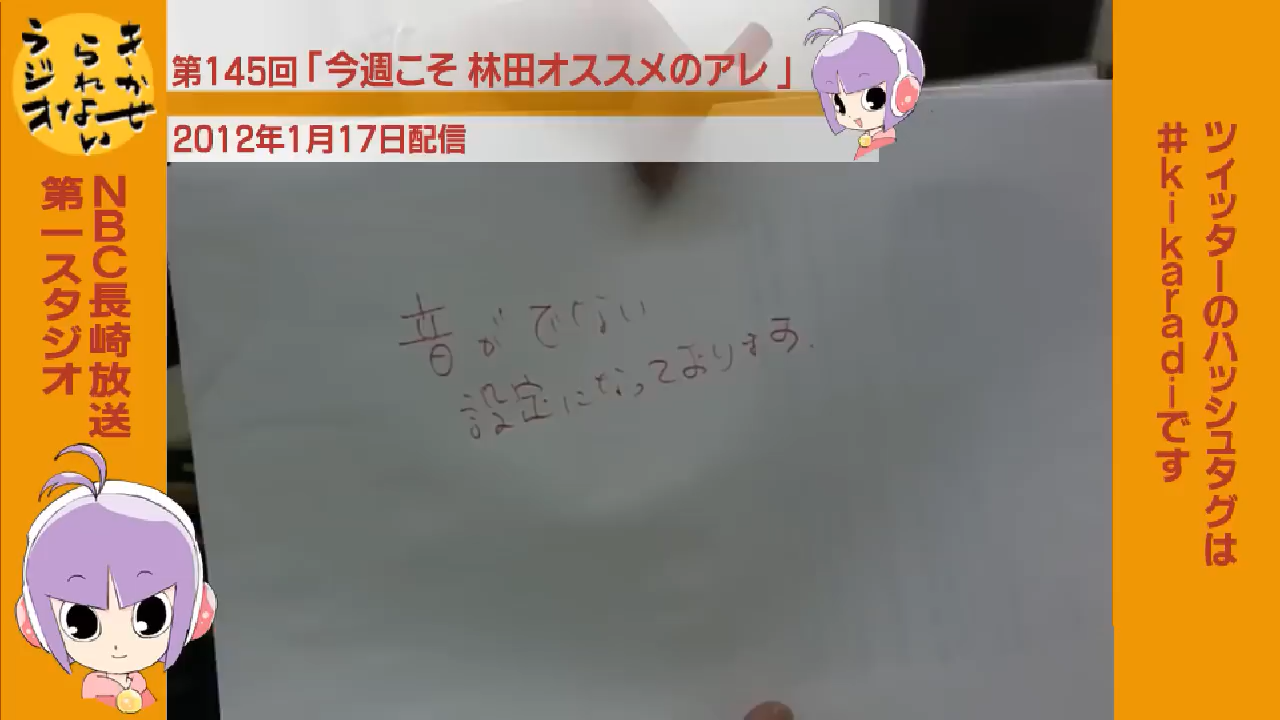 きかせ
られない
ラジオ
第145回「今週こそ 林田オススメのアレ」
2012年1月17日配信
NBC長崎放送
第一スタジオ
音がでない
設定になっております.
ツイッターのハッシュタグは
#kikaradiです